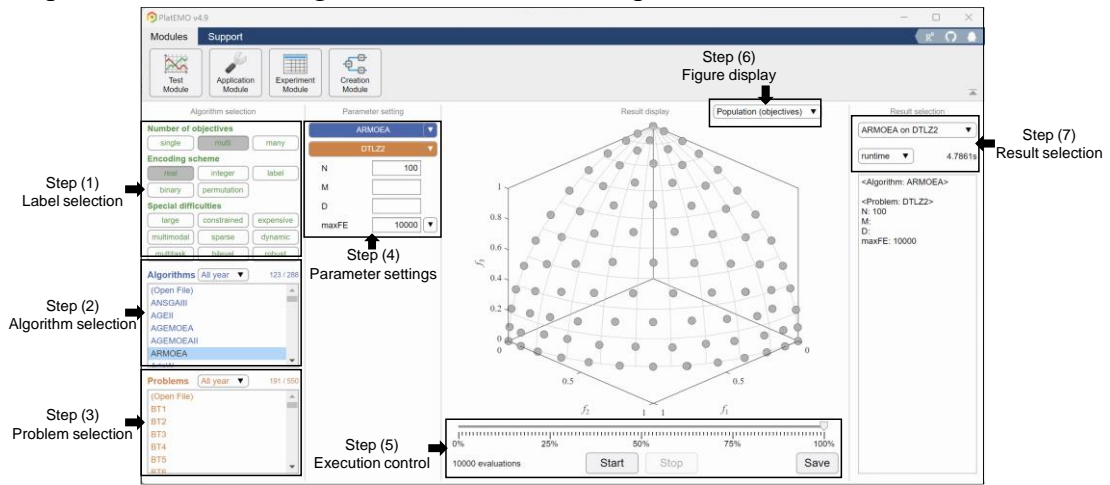 PlatEMO v4.9
Modules Support
Test Module
Application Module
Experiment Module
Creation Module
Step (6)
Figure display
Algorithm selection
Parameter setting
Result display
Population (objectives)
Result selection
Step (7)
Result selection
Number of objectives
single multi many
Encoding scheme
real integer label
binary permutation
Special difficulties
large constrained expensive
multimodal sparse dynamic
multitask bilevel robust
Step (1)
Label selection
ARMOEA
DTLZ2
N 100
M
D
maxFE 10000
Step (4)
Parameter settings
ARMOEA on DTLZ2
runtime 4.7861s
<Algorithm: ARMOEA>
<Problem: DTLZ2>
N: 100
M:
D:
maxFE: 10000
Algorithms All year 123 / 286
(Open File)
ANSGAIII
AGEII
AGEMOEA
AGEMOEAII
ARMOEA
Step (2)
Algorithm selection
Problems All year 191 / 550
(Open File)
BT1
BT2
BT3
BT4
BT5
BT6
Step (3)
Problem selection
1
0.8
0.6
0.4
0.2
0
f3
0
0.5
f2
1
1
f1
0.5
0
Step (5)
Execution control
0% 25% 50% 75% 100%
10000 evaluations
Start Stop Save